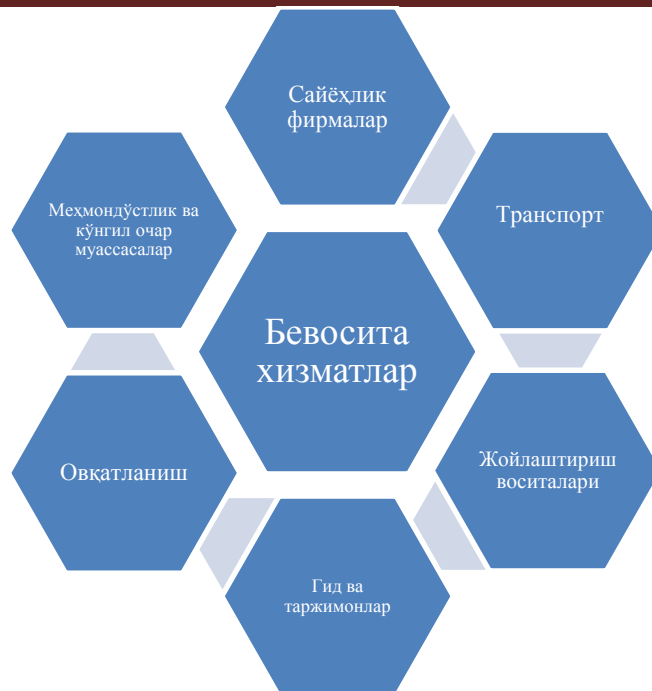 Сайёҳлик
фирмалар
Меҳмондўстлик ва
кўнгил очар
муассасалар
Транспорт
Бевосита
хизматлар
Овқатланиш
Жойлаштириш
воситалари
Гид ва
таржимонлар